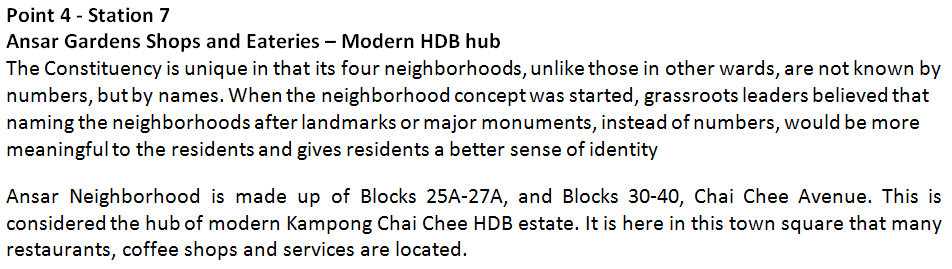 Point 4 - Station 7
Ansar Gardens Shops and Eateries – Modern HDB hub
The Constituency is unique in that its four neighborhoods, unlike those in other wards, are not known by
numbers, but by names. When the neighborhood concept was started, grassroots leaders believed that
naming the neighborhoods after landmarks or major monuments, instead of numbers, would be more
meaningful to the residents and gives residents a better sense of identity
Ansar Neighborhood is made up of Blocks 25A-27A, and Blocks 30-40, Chai Chee Avenue. This is
considered the hub of modern Kampong Chai Chee HDB estate. It is here in this town square that many
restaurants, coffee shops and services are located.